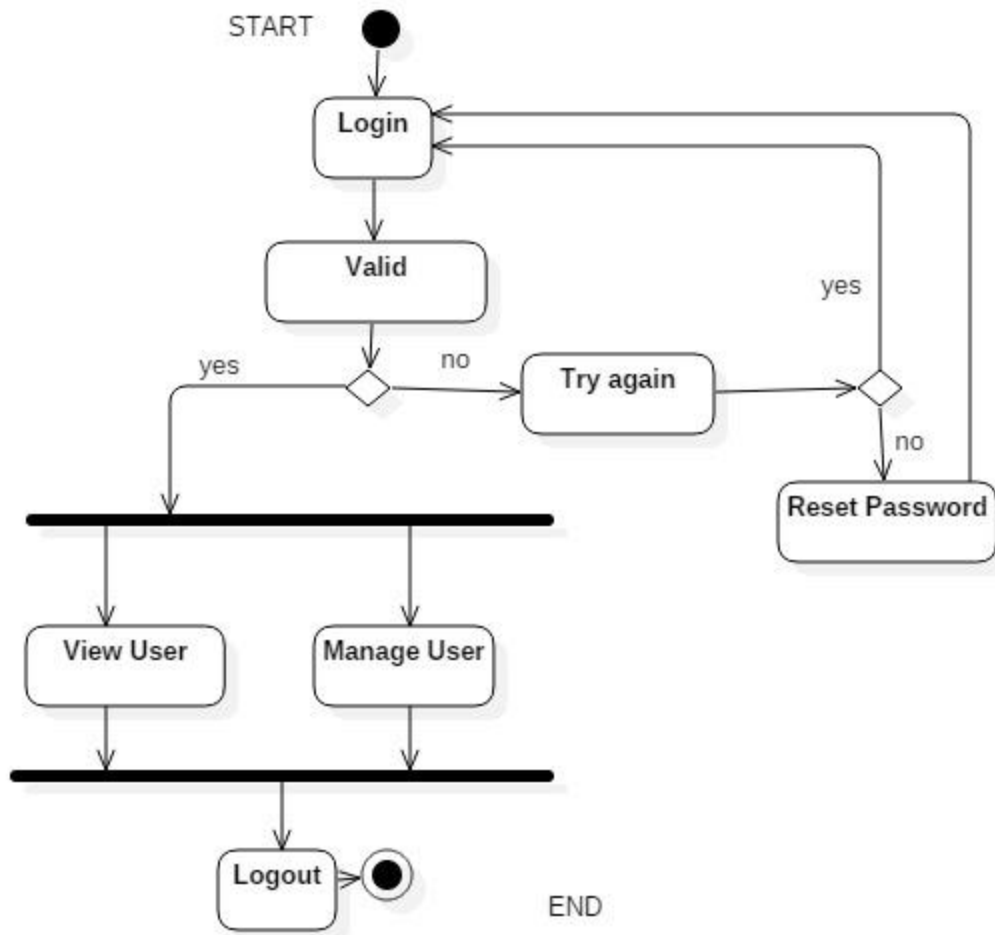 START
Login
Valid
yes
no
Try again
yes
no
Reset Password
View User
Manage User
Logout
END